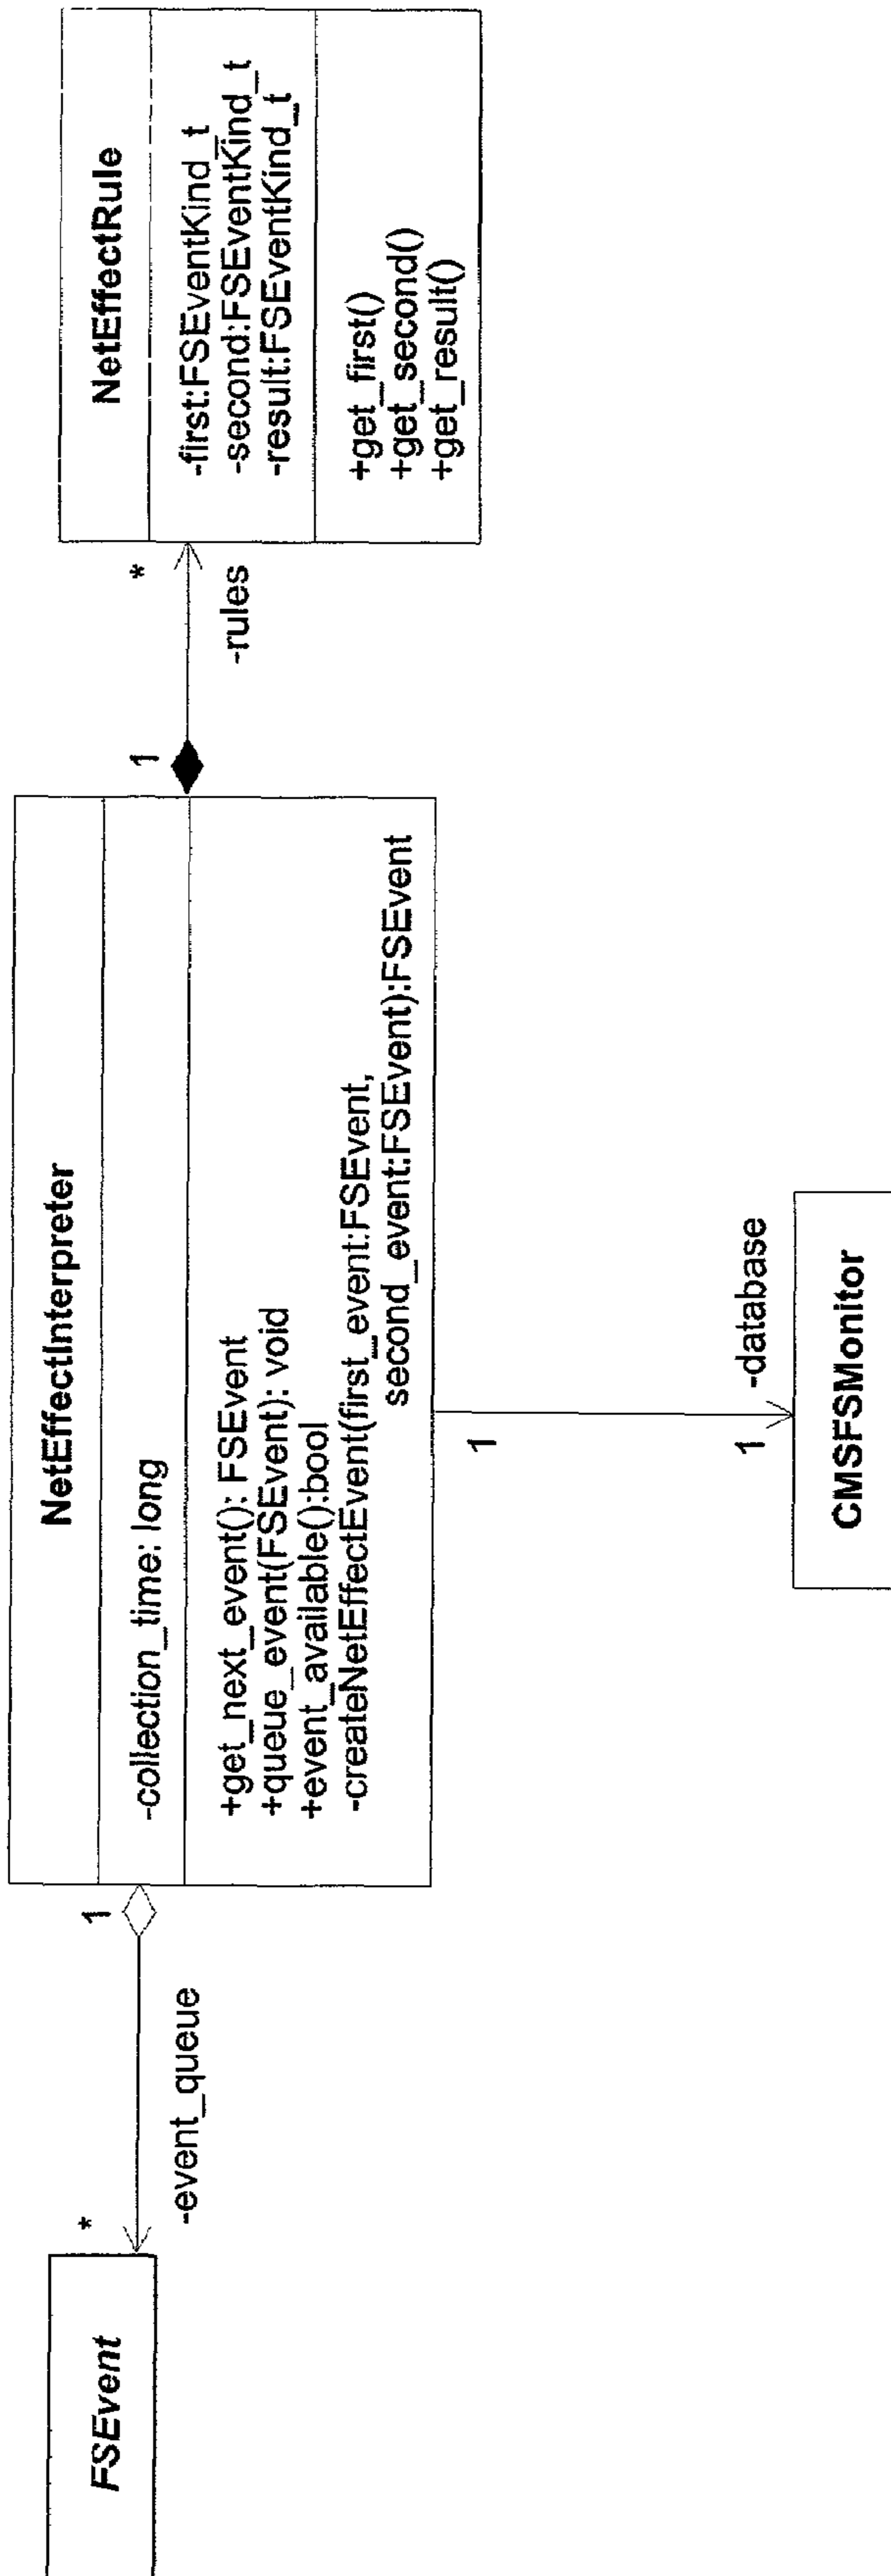 FSEvent
*
-event_queue
1
NetEffectInterpreter
-collection_time: long
+get_next_event(): FSEvent
+queue_event(FSEvent): void
+event_available():bool
-createNetEffectEvent(first_event:FSEvent,
second_event:FSEvent):FSEvent
1
*
-rules
NetEffectRule
-first:FSEventKind_t
-second:FSEventKind_t
-result:FSEventKind_t
+get_first()
+get_second()
+get_result()
1
1
-database
CMSFSMonitor